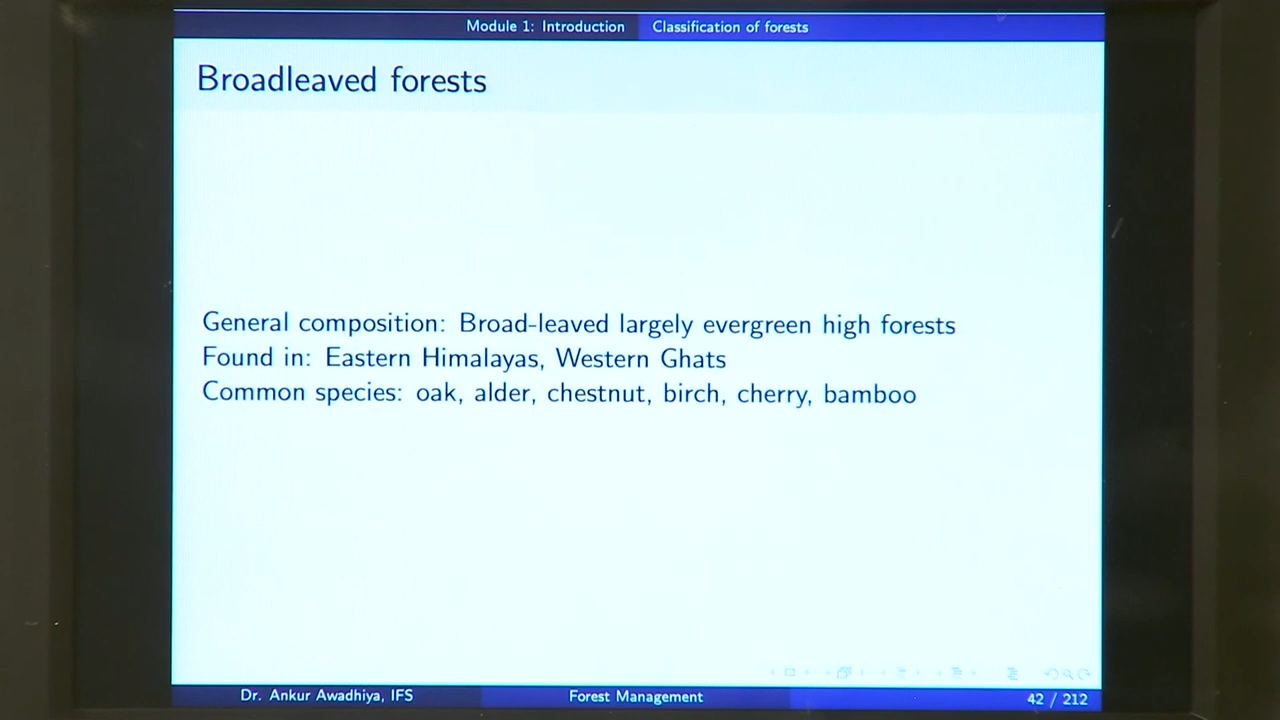 Module 1: Introduction Classification of forests
Broadleaved forests
General composition: Broad-leaved largely evergreen high forests
Found in: Eastern Himalayas, Western Ghats
Common species: oak, alder, chestnut, birch, cherry, bamboo
Dr. Ankur Awadhiya, IFS Forest Management 42 / 212